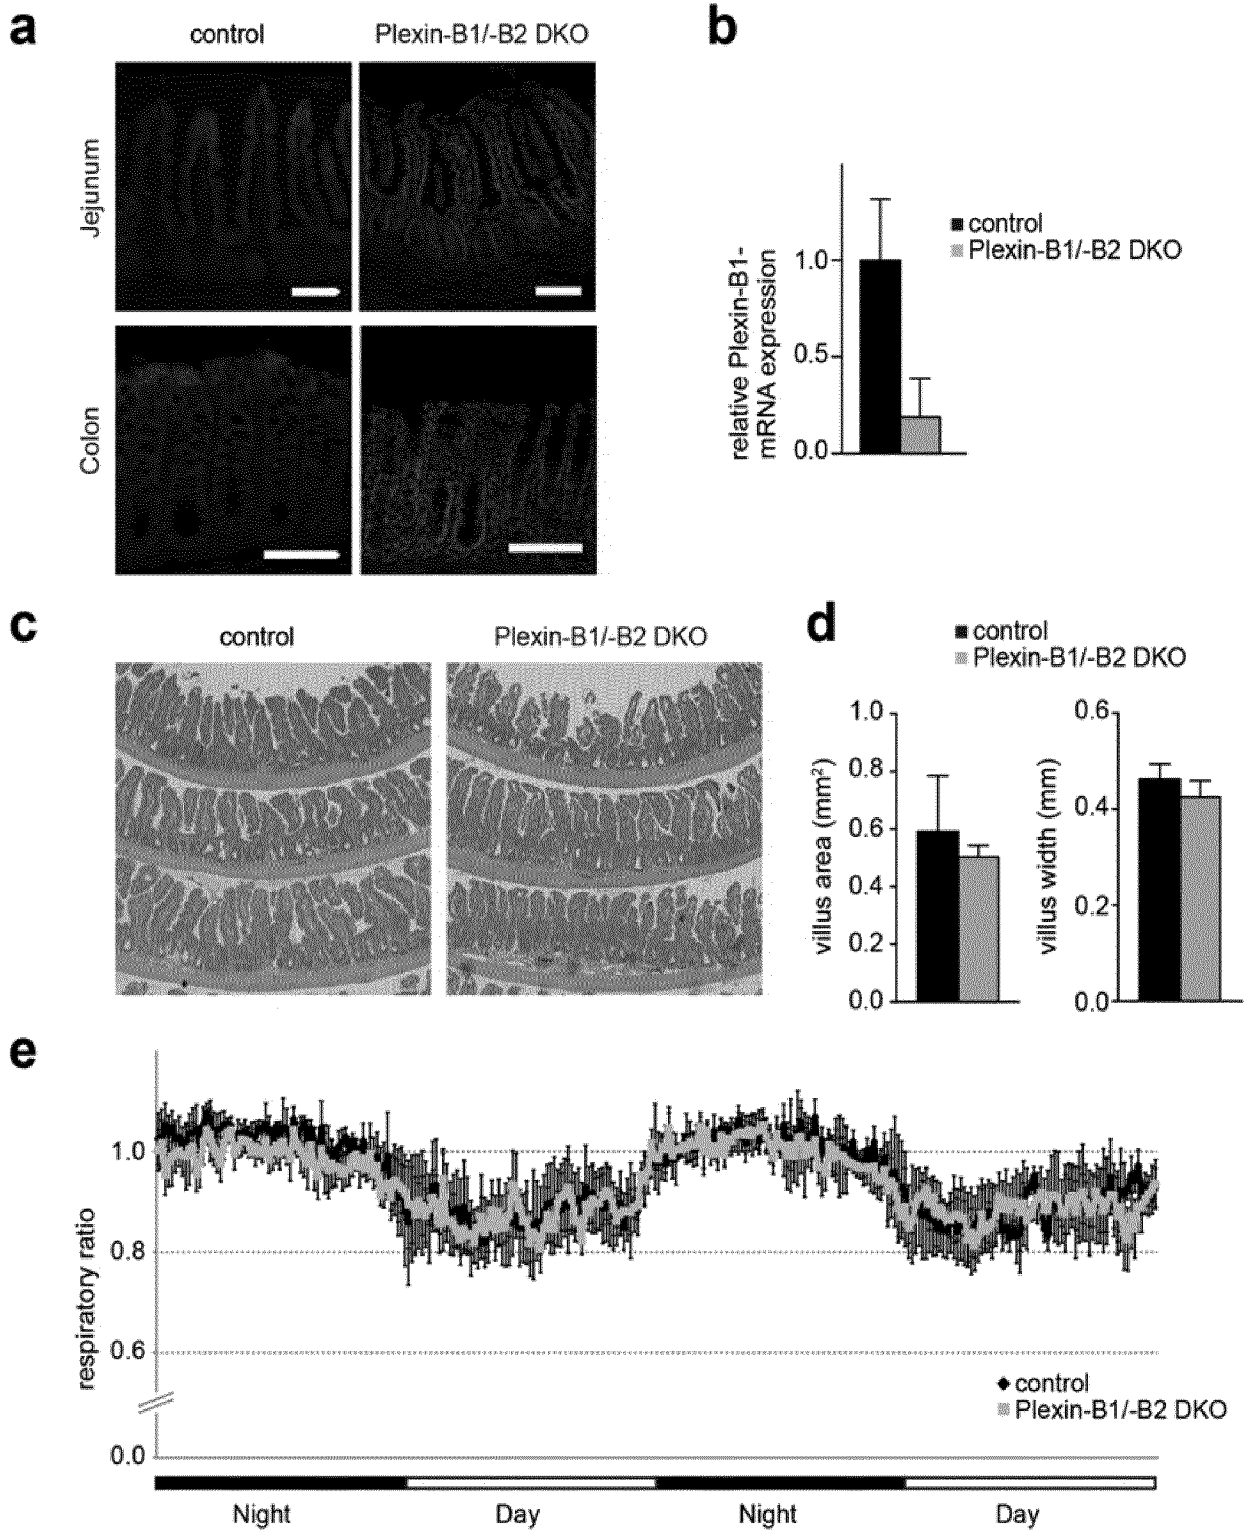 a
control
Plexin-B1/-B2 DKO
Jejunum
Colon
b
relative Plexin-B1-
mRNA expression
1.0
0.5
0.0
control
Plexin-B1/-B2 DKO
c
control
Plexin-B1/-B2 DKO
d
control
Plexin-B1/-B2 DKO
villus area (mm²)
1.0
0.8
0.6
0.4
0.2
0.0
villus width (mm)
0.6
0.4
0.2
0.0
e
respiratory ratio
1.0
0.8
0.6
0.0
control
Plexin-B1/-B2 DKO
Night
Day
Night
Day